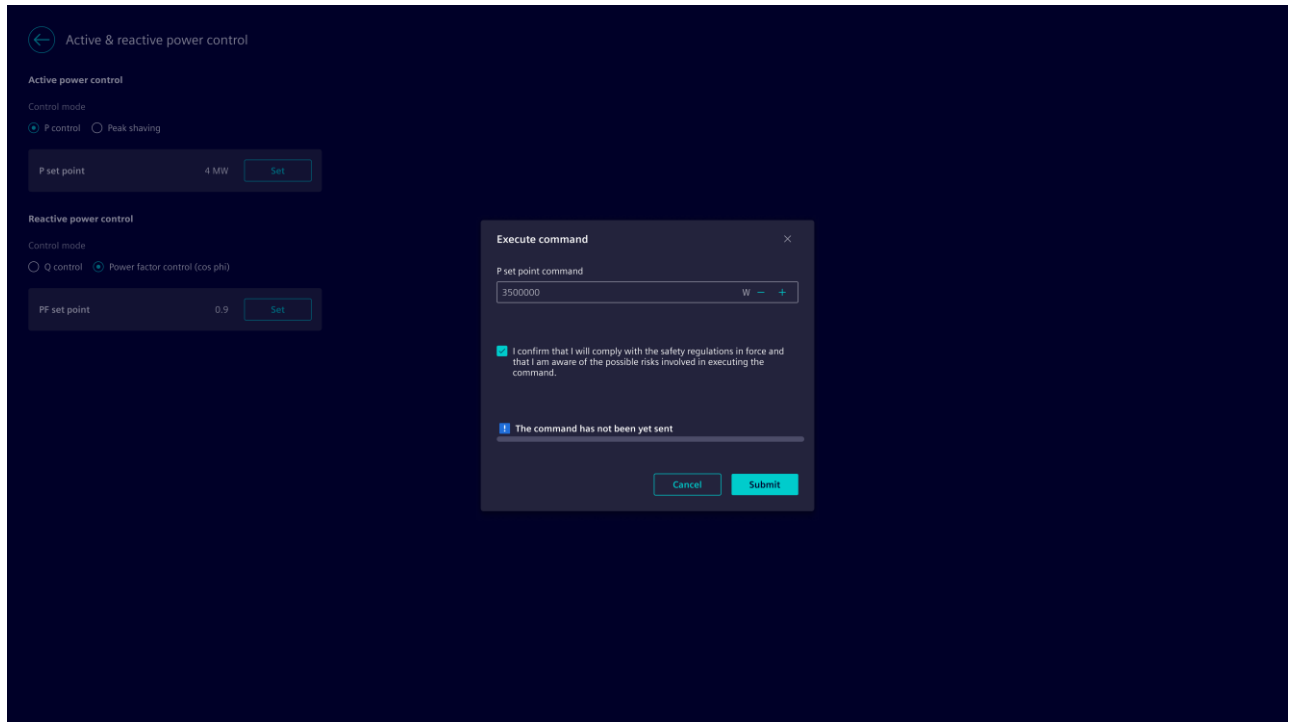 Active & reactive power control
Active power control
Control mode
P control Peak shaving
P set point 4 MW Set
Reactive power control
Control mode
Q control Power factor control (cos phi)
PF set point 0.9 Set
Execute command
P set point command
3500000 W − +
I confirm that I will comply with the safety regulations in force and
that I am aware of the possible risks involved in executing the
command.
! The command has not been yet sent
Cancel Submit